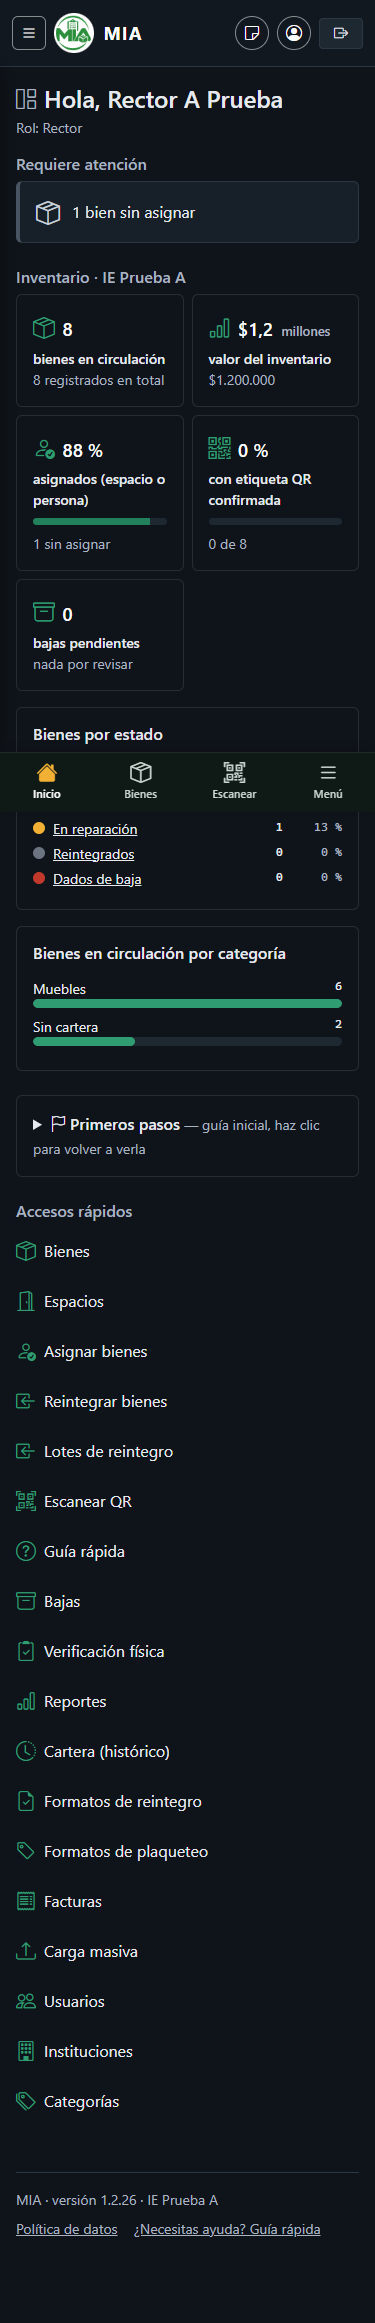 MIA
Hola, Rector A Prueba
Rol: Rector
Requiere atención
1 bien sin asignar
Inventario · IE Prueba A
8
bienes en circulación
8 registrados en total
$1,2 millones
valor del inventario
$1.200.000
88 %
asignados (espacio o
persona)
1 sin asignar
0 %
con etiqueta QR
confirmada
0 de 8
0
bajas pendientes
nada por revisar
Bienes por estado
Inicio
Bienes
Escanear
Menú
En reparación 1 13 %
Reintegrados 0 0 %
Dados de baja 0 0 %
Bienes en circulación por categoría
Muebles 6
Sin cartera 2
Primeros pasos — guía inicial, haz clic
para volver a verla
Accesos rápidos
Bienes
Espacios
Asignar bienes
Reintegrar bienes
Lotes de reintegro
Escanear QR
Guía rápida
Bajas
Verificación física
Reportes
Cartera (histórico)
Formatos de reintegro
Formatos de plaqueteo
Facturas
Carga masiva
Usuarios
Instituciones
Categorías
MIA · versión 1.2.26 · IE Prueba A
Política de datos ¿Necesitas ayuda? Guía rápida